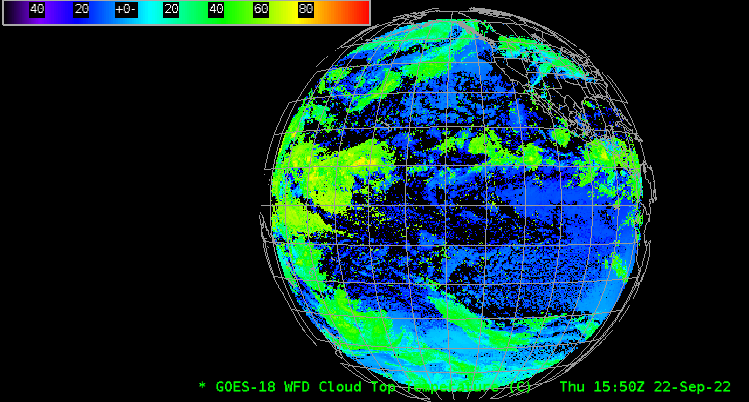 40 20 +0- 20 40 60 80
* GOES-18 WFD Cloud Top Temperature (C) Thu 15:50Z 22-Sep-22